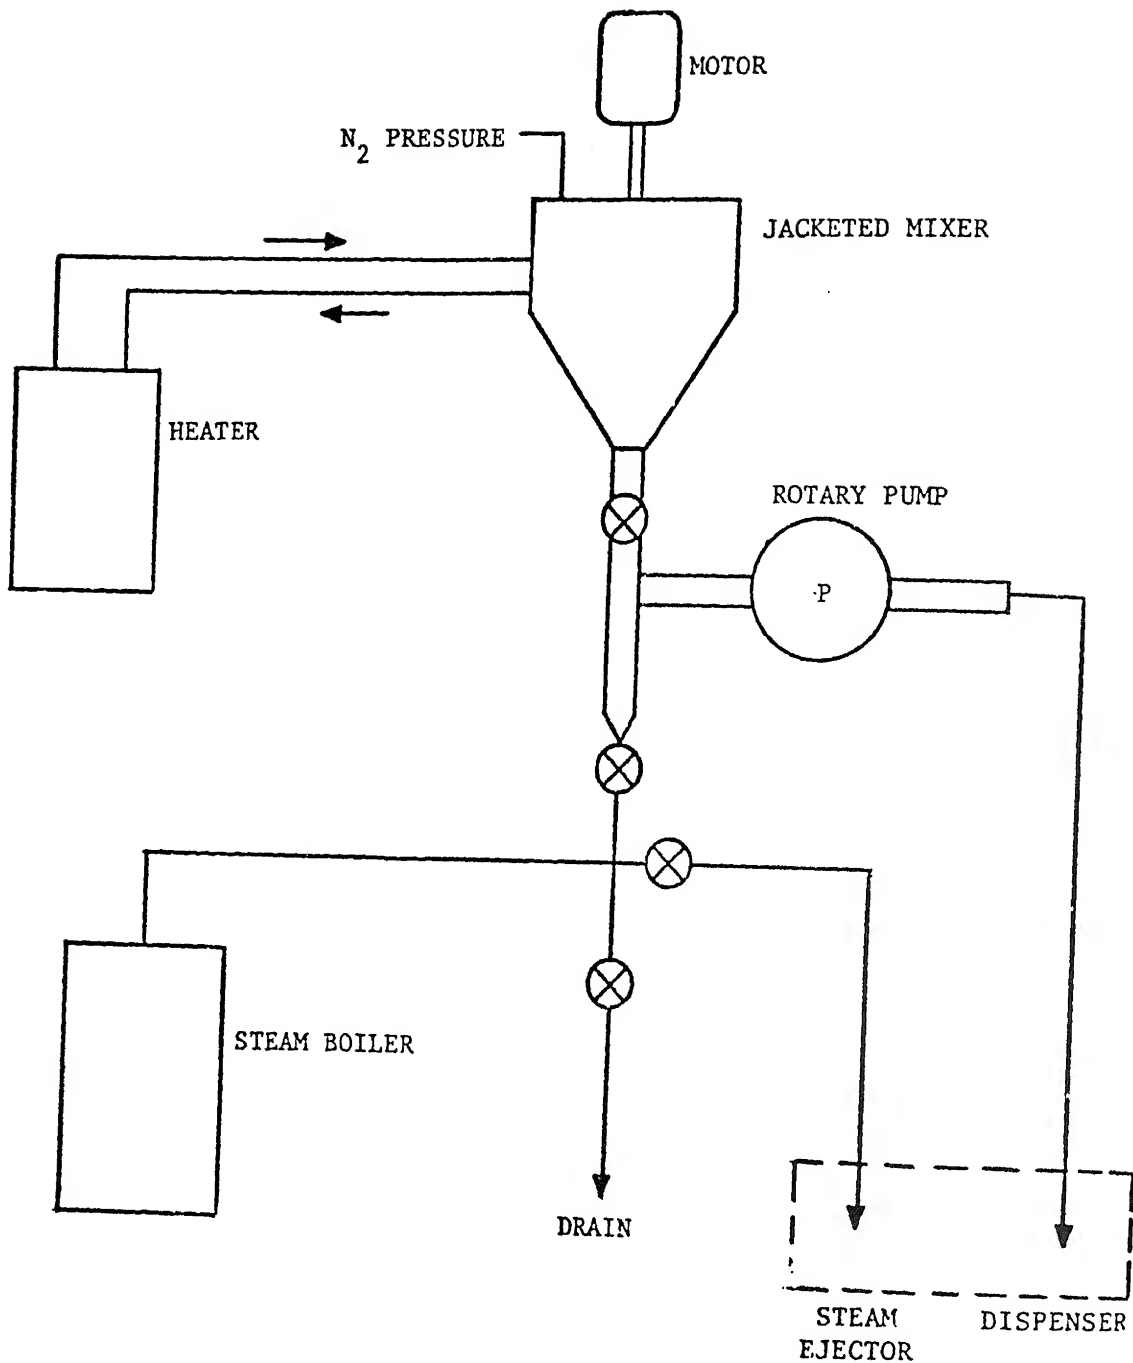 MOTOR
N2 PRESSURE
JACKETED MIXER
HEATER
ROTARY PUMP
P
STEAM BOILER
DRAIN
STEAM
EJECTOR
DISPENSER